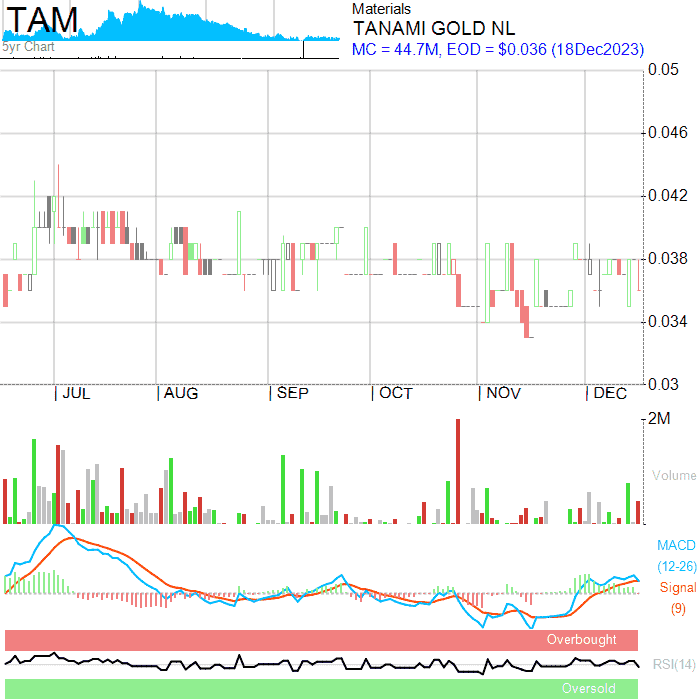 TAM
5yr Chart
Materials
TANAMI GOLD NL
MC = 44.7M, EOD = $0.036 (18Dec2023)
0.05
0.046
0.042
0.038
0.034
0.03
JUL AUG SEP OCT NOV DEC
2M
Volume
MACD
(12-26)
Signal
(9)
Overbought
RSI(14)
Oversold